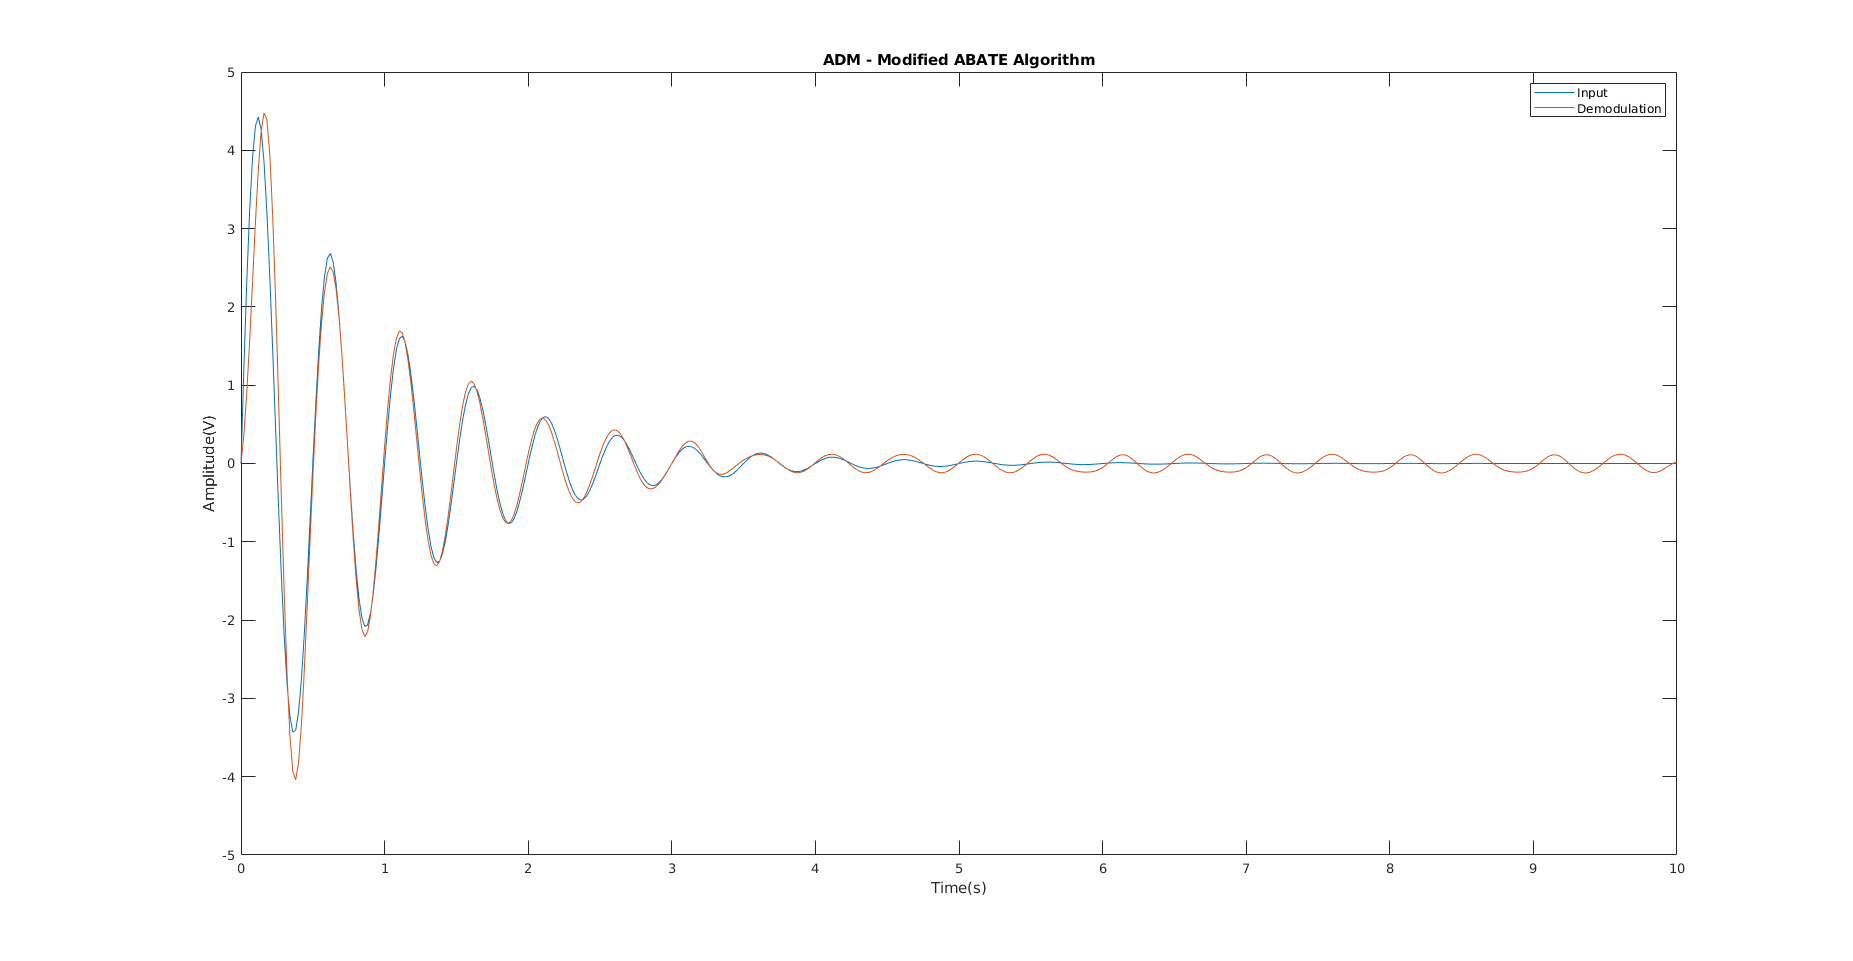 ADM - Modified ABATE Algorithm
Input
Demodulation
5
4
3
2
1
0
-1
-2
-3
-4
-5
Amplitude(V)
0 1 2 3 4 5 6 7 8 9 10
Time(s)